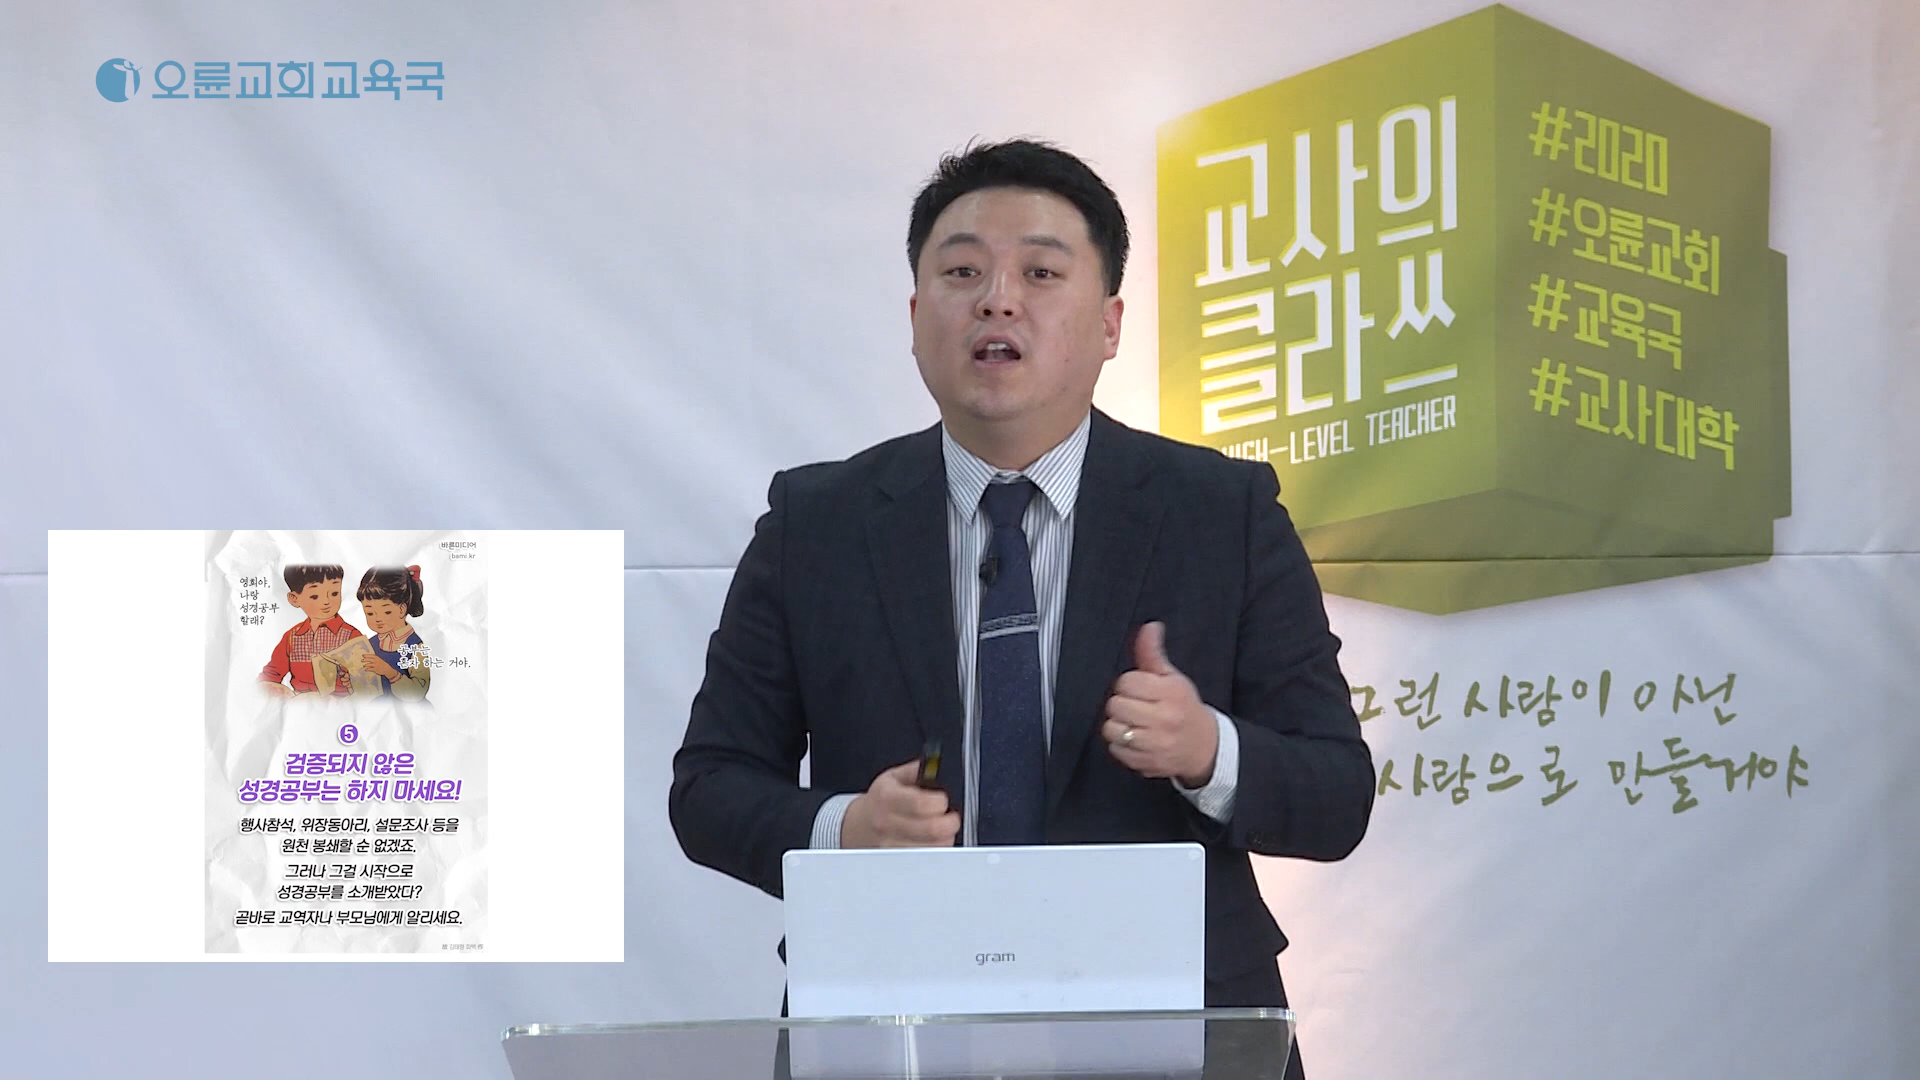 오륜교회교육국
교사의
클라쓰
HIGH-LEVEL TEACHER
#2020
#오륜교회
#교육국
#교사대학
그런 사람이 아닌
사람으로 만들거야
바른미디어
bami.kr
영희야,
나랑
성경공부
할래?
공부는
혼자 하는 거야.
5
검증되지 않은
성경공부는 하지 마세요!
행사참석, 위장동아리, 설문조사 등을
원천 봉쇄할 순 없겠죠.
그러나 그걸 시작으로
성경공부를 소개받았다?
곧바로 교역자나 부모님에게 알리세요.
gram